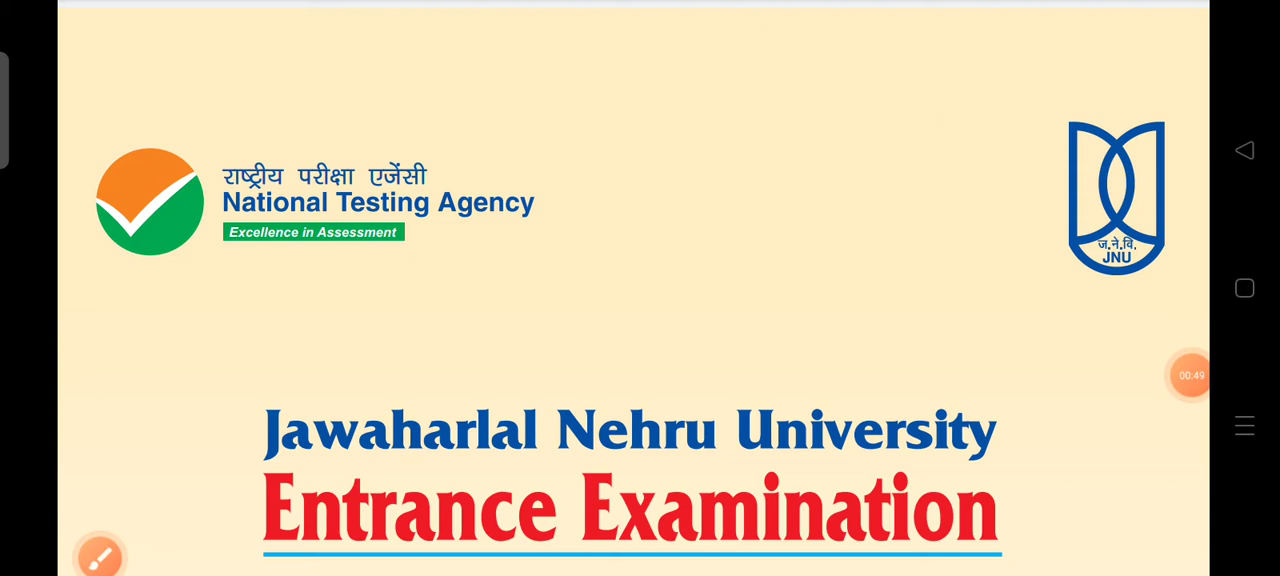 राष्ट्रीय परीक्षा एजेंसी
National Testing Agency
Excellence in Assessment
ज.ने.वि.
JNU
00:49
Jawaharlal Nehru University
Entrance Examination